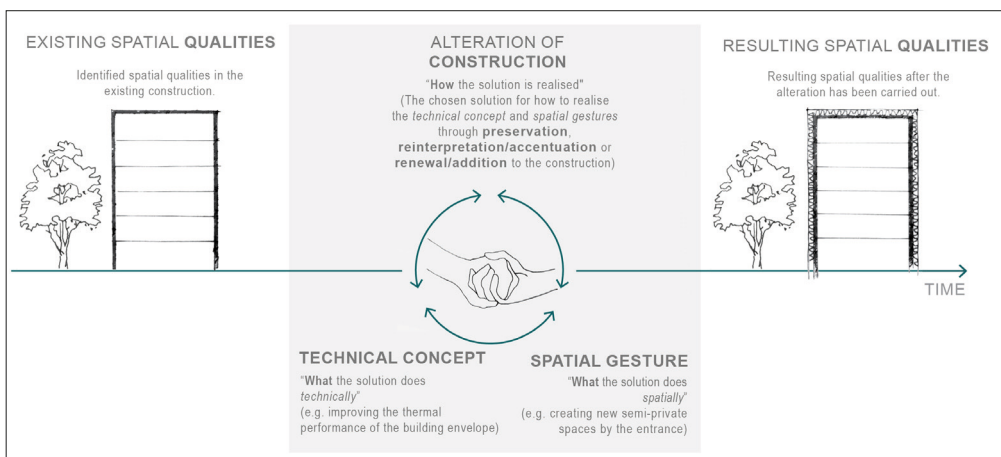 EXISTING SPATIAL QUALITIES
Identified spatial qualities in the
existing construction.
ALTERATION OF
CONSTRUCTION
“How the solution is realised"
(The chosen solution for how to realise
the technical concept and spatial gestures
through preservation,
reinterpretation/accentuation or
renewal/addition to the construction)
RESULTING SPATIAL QUALITIES
Resulting spatial qualities after the
alteration has been carried out.
TIME
TECHNICAL CONCEPT
“What the solution does
technically”
(e.g. improving the thermal
performance of the building envelope)
SPATIAL GESTURE
“What the solution does
spatially”
(e.g. creating new semi-private
spaces by the entrance)